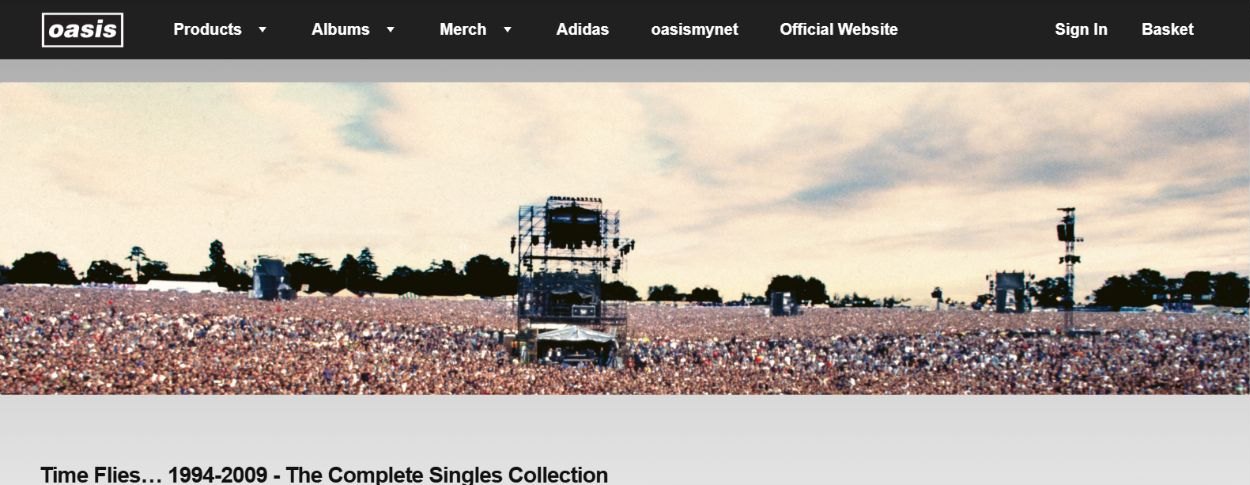 oasis Products Albums Merch Adidas oasismynet Official Website Sign In Basket
Time Flies… 1994-2009 - The Complete Singles Collection